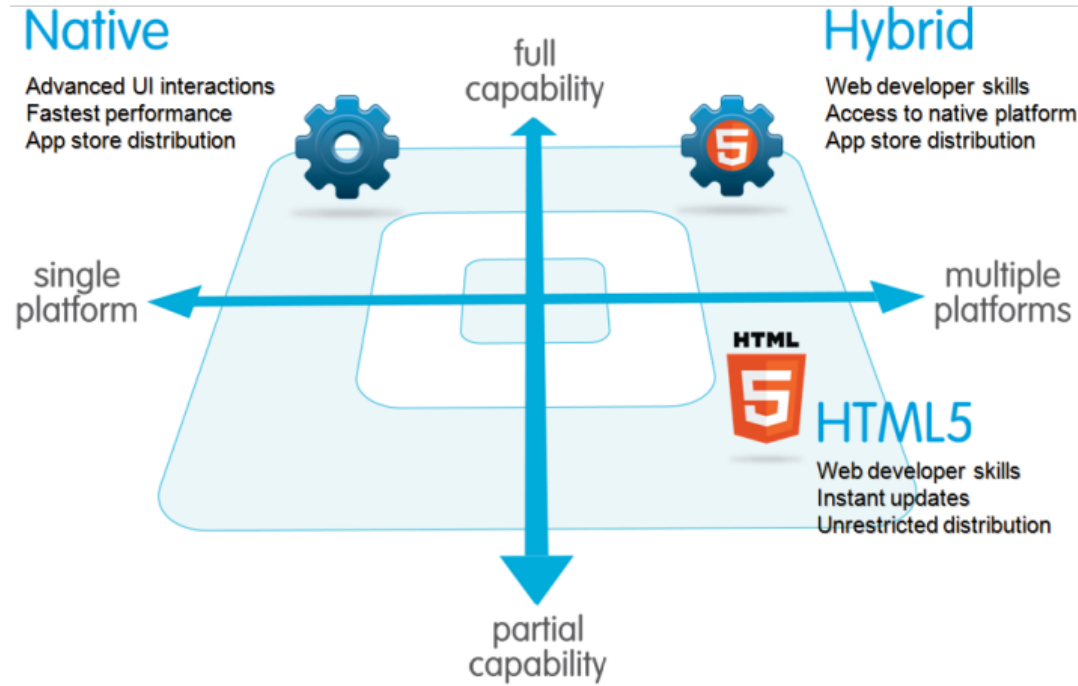 Native
Advanced UI interactions
Fastest performance
App store distribution
full
capability
Hybrid
Web developer skills
Access to native platform
App store distribution
5
single
platform
multiple
platforms
HTML
5
HTML5
Web developer skills
Instant updates
Unrestricted distribution
partial
capability